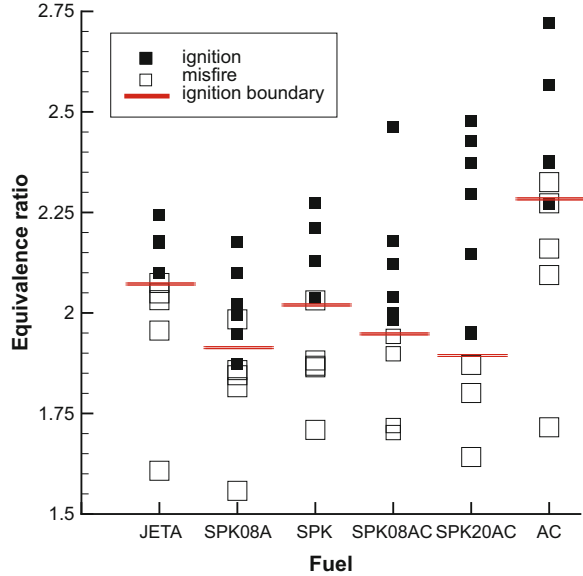 2.75
2.5
2.25
2
1.75
1.5
Equivalence ratio
ignition
misfire
ignition boundary
JETA SPK08A SPK SPK08AC SPK20AC AC
Fuel